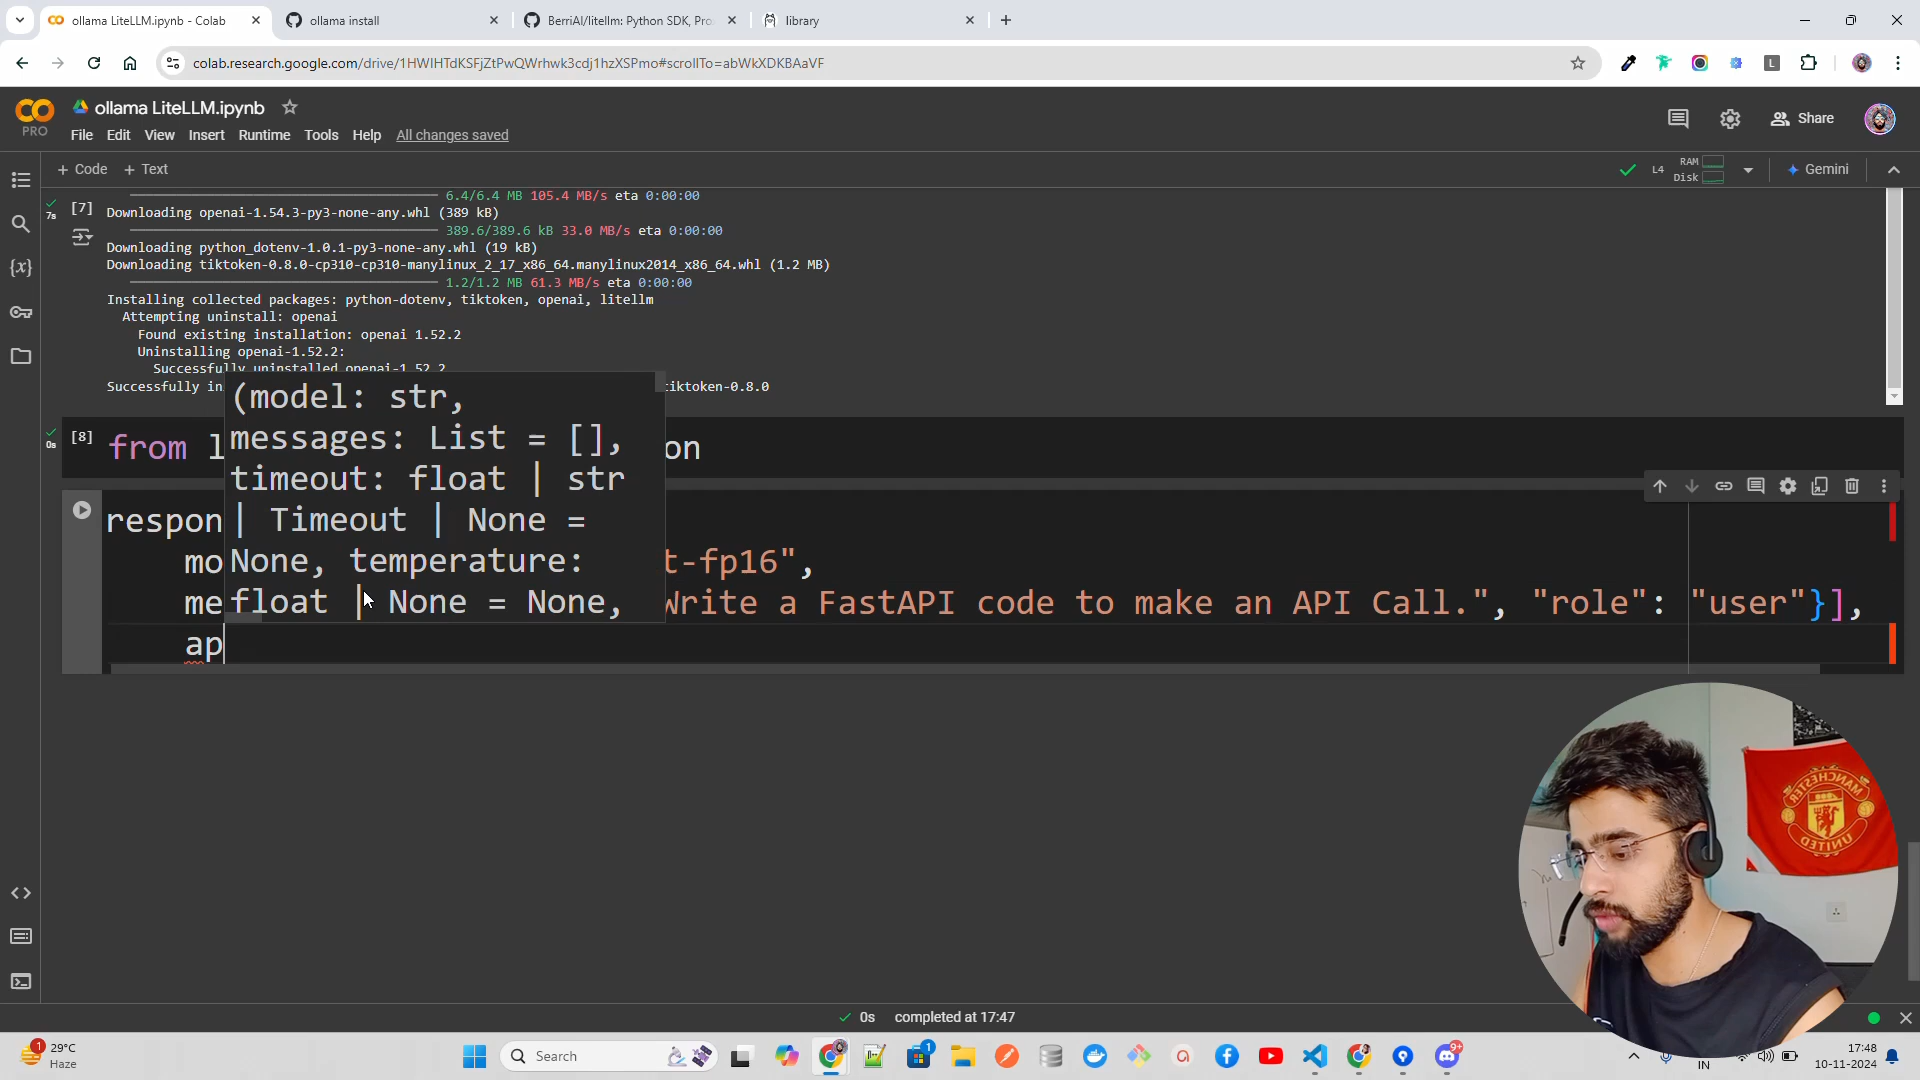 ollama LiteLLM.ipynb - Colab
ollama install
BerriAI/litellm: Python SDK, Pro
library
colab.research.google.com/drive/1HWIHTdKSFjZtPwQWrhwk3cdj1hzXSPmo#scrollTo=abWkXDKBAaVF
PRO
ollama LiteLLM.ipynb
File Edit View Insert Runtime Tools Help All changes saved
Share
+ Code + Text
L4 RAM
Disk
Gemini
6.4/6.4 MB 105.4 MB/s eta 0:00:00
7s [7] Downloading openai-1.54.3-py3-none-any.whl (389 kB)
389.6/389.6 kB 33.0 MB/s eta 0:00:00
Downloading python_dotenv-1.0.1-py3-none-any.whl (19 kB)
Downloading tiktoken-0.8.0-cp310-cp310-manylinux_2_17_x86_64.manylinux2014_x86_64.whl (1.2 MB)
1.2/1.2 MB 61.3 MB/s eta 0:00:00
Installing collected packages: python-dotenv, tiktoken, openai, litellm
Attempting uninstall: openai
Found existing installation: openai 1.52.2
Uninstalling openai-1.52.2:
Successfully uninstalled openai-1.52.2
Successfully in tiktoken-0.8.0
(model: str,
messages: List = [],
timeout: float | str
| Timeout | None =
None, temperature:
float | None = None,
0s [8] from l on
respon
mo t-fp16",
me Write a FastAPI code to make an API Call.", "role": "user"}],
ap
MANCHESTER
UNITED
0s completed at 17:47
1
29°C
Haze
Search
1
9+
IN
17:48
10-11-2024